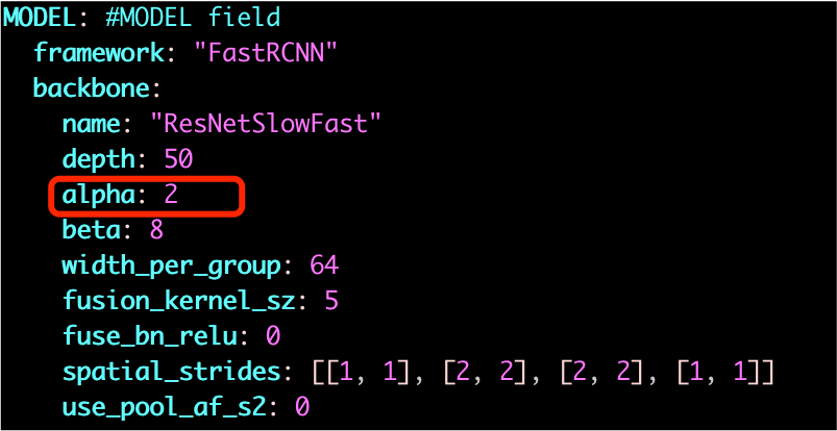 MODEL: #MODEL field
framework: "FastRCNN"
backbone:
name: "ResNetSlowFast"
depth: 50
alpha: 2
beta: 8
width_per_group: 64
fusion_kernel_sz: 5
fuse_bn_relu: 0
spatial_strides: [[1, 1], [2, 2], [2, 2], [1, 1]]
use_pool_af_s2: 0